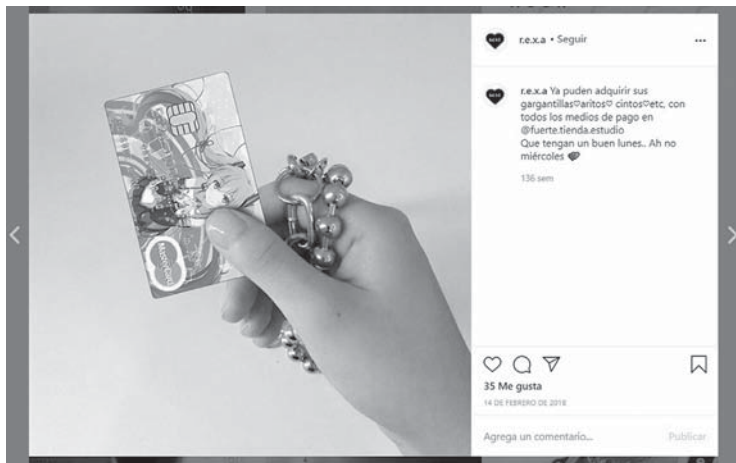 r.e.x.a • Seguir
r.e.x.a Ya puden adquirir sus
gargantillas♡aritos♡ cintos♡etc, con
todos los medios de pago en
@fuerte.tienda.estudio
Que tengan un buen lunes.. Ah no
miércoles
136 sem
35 Me gusta
14 DE FEBRERO DE 2018
Agrega un comentario...
Publicar
MasterCard